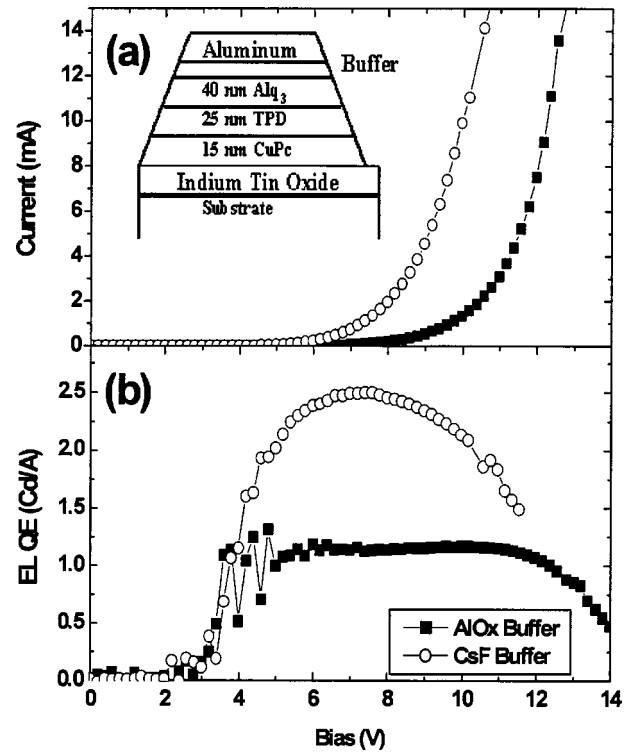 14
12
10
8
6
4
2
0
Current (mA)
(a)
Aluminum
Buffer
40 nm Alq3
25 nm TPD
15 nm CuPc
Indium Tin Oxide
Substrate
2.5
2.0
1.5
1.0
0.5
0.0
EL QE (Cd/A)
(b)
AlOx Buffer
CsF Buffer
0 2 4 6 8 10 12 14
Bias (V)